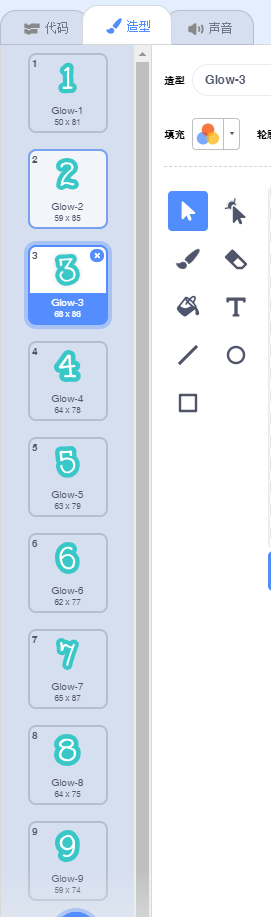 代码
造型
声音
1
1
Glow-1
50 x 81
2
2
Glow-2
59 x 85
3
3
Glow-3
68 x 86
4
4
Glow-4
64 x 78
5
5
Glow-5
63 x 79
6
6
Glow-6
62 x 77
7
7
Glow-7
65 x 87
8
8
Glow-8
64 x 75
9
9
Glow-9
59 x 74
造型
Glow-3
填充
T